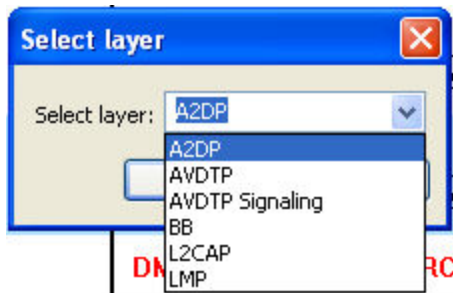 Select layer
Select layer: A2DP
A2DP
AVDTP
AVDTP Signaling
BB
L2CAP
LMP